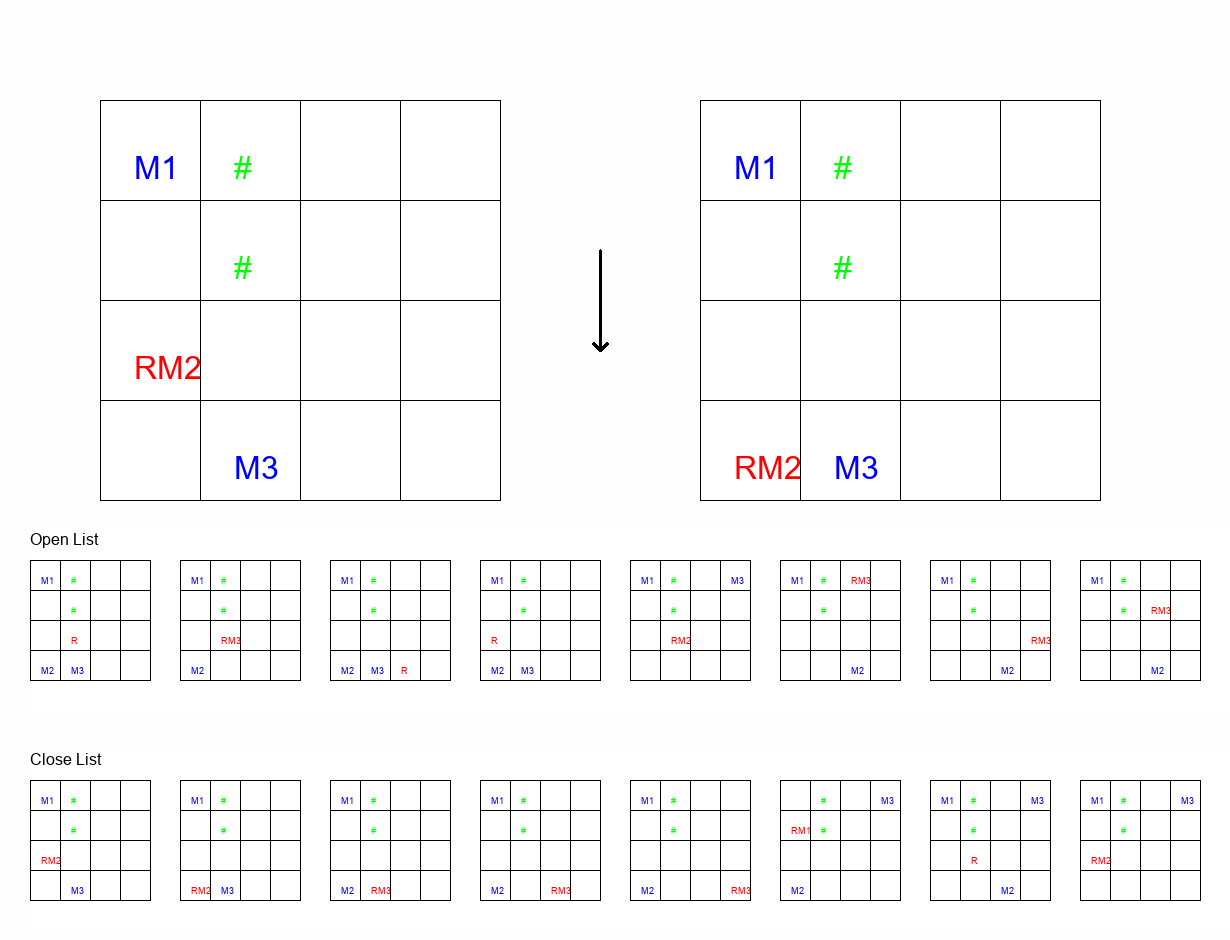 M1 # M1 #
# #
RM2
M3 RM2 M3
Open List
M1 # M1 # M1 # M1 # M1 # M3 M1 # RM3 M1 # M1 #
# # # # # # # # RM3
R RM3 R RM2 RM3
M2 M3 M2 M2 M3 R M2 M3 M2 M2 M2
Close List
M1 # M1 # M1 # M1 # M1 # # M3 M1 # M3 M1 # M3
# # # # # RM1 # # #
RM2 R RM2
M3 RM2 M3 M2 RM3 M2 RM3 M2 RM3 M2 M2